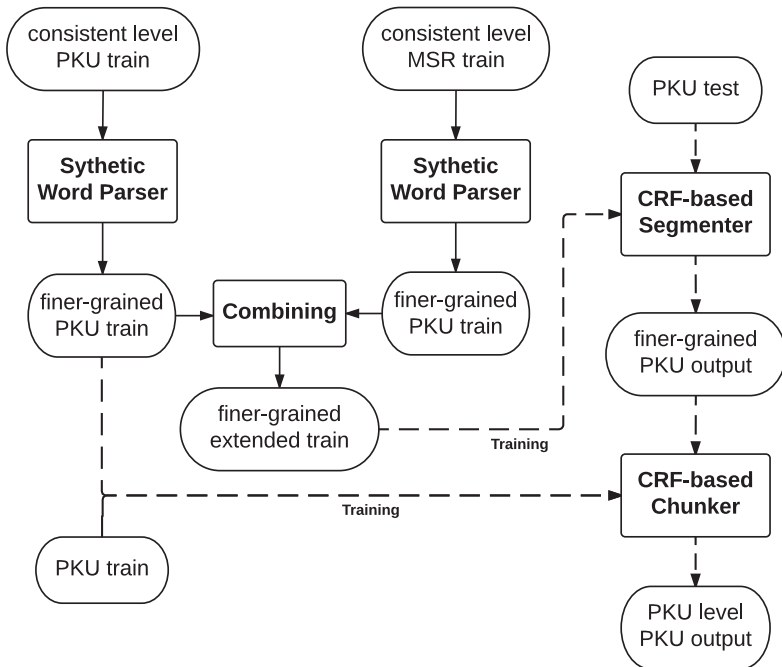 consistent level
PKU train
consistent level
MSR train
PKU test
Sythetic
Word Parser
Sythetic
Word Parser
CRF-based
Segmenter
finer-grained
PKU train
Combining
finer-grained
PKU train
finer-grained
PKU output
finer-grained
extended train
Training
CRF-based
Chunker
Training
PKU train
PKU level
PKU output